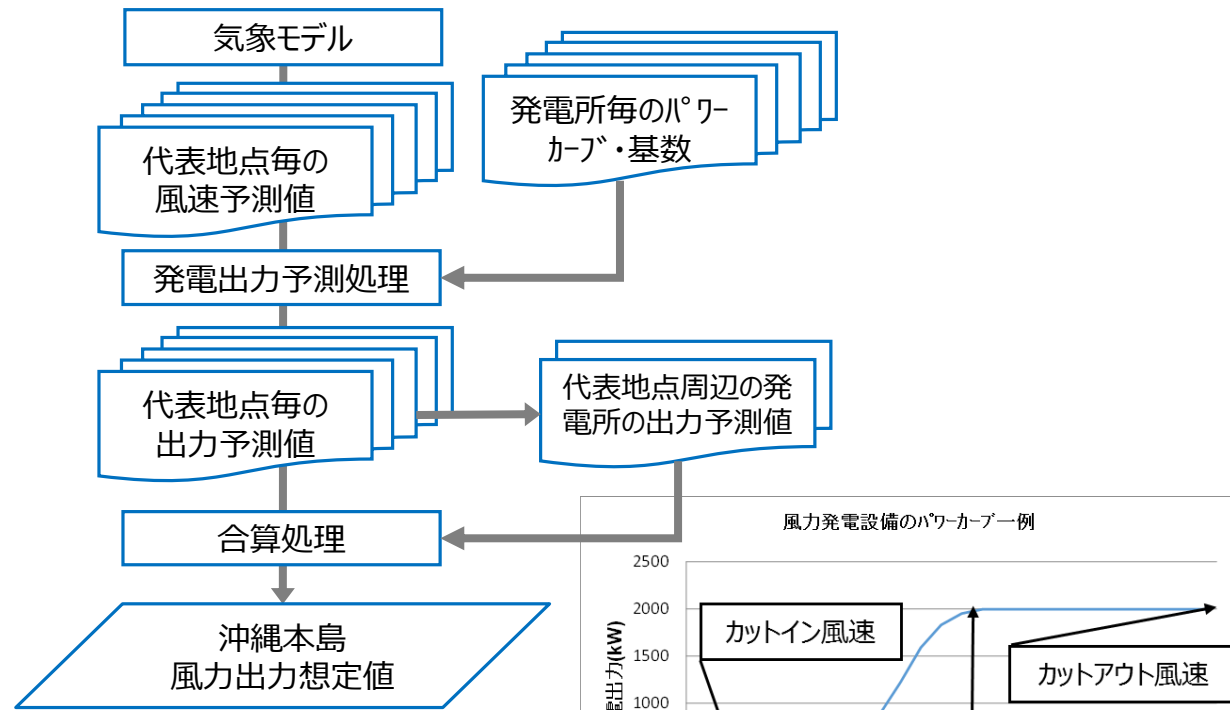 気象モデル
代表地点毎の
風速予測値
発電所毎のパワー
カーブ・基数
発電出力予測処理
代表地点毎の
出力予測値
代表地点周辺の発
電所の出力予測値
合算処理
沖縄本島
風力出力想定値
風力発電設備のパワーカーブ一例
2500
2000
1500
1000
電出力(kW)
カットイン風速
カットアウト風速